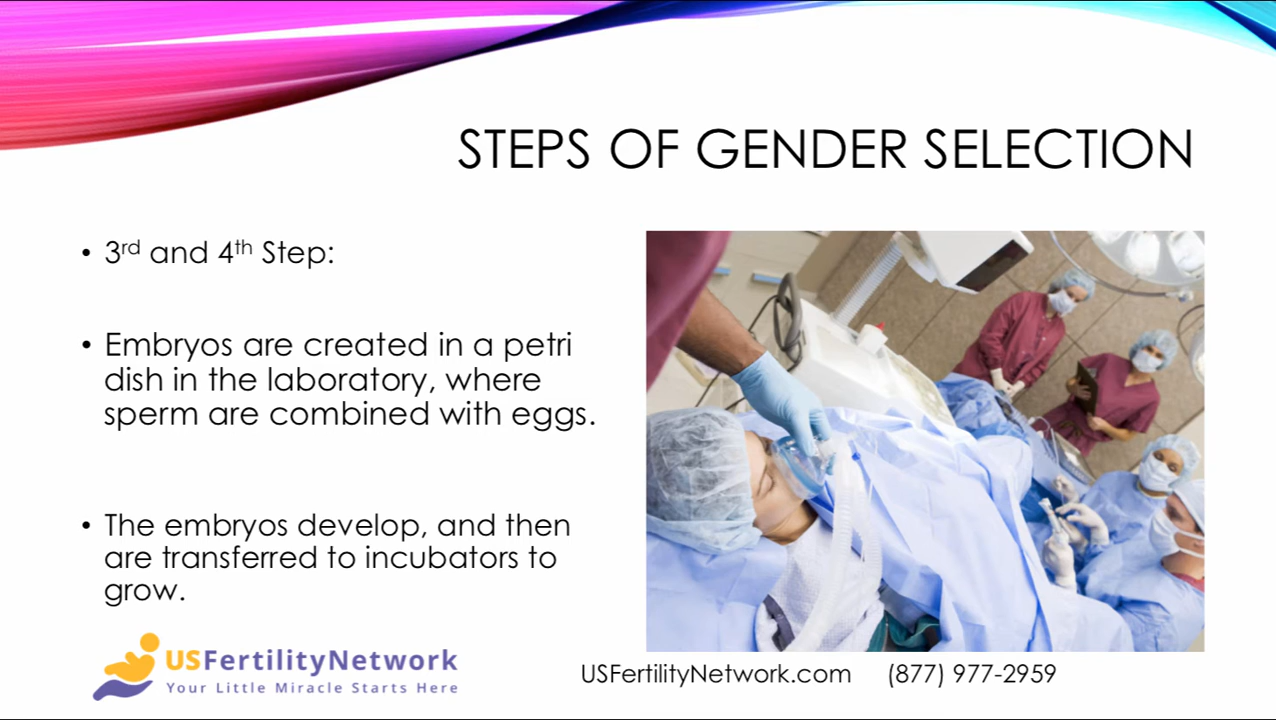 STEPS OF GENDER SELECTION
• 3rd and 4th Step:
• Embryos are created in a petri
dish in the laboratory, where
sperm are combined with eggs.
• The embryos develop, and then
are transferred to incubators to
grow.
USFertilityNetwork
Your Little Miracle Starts Here
USFertilityNetwork.com (877) 977-2959